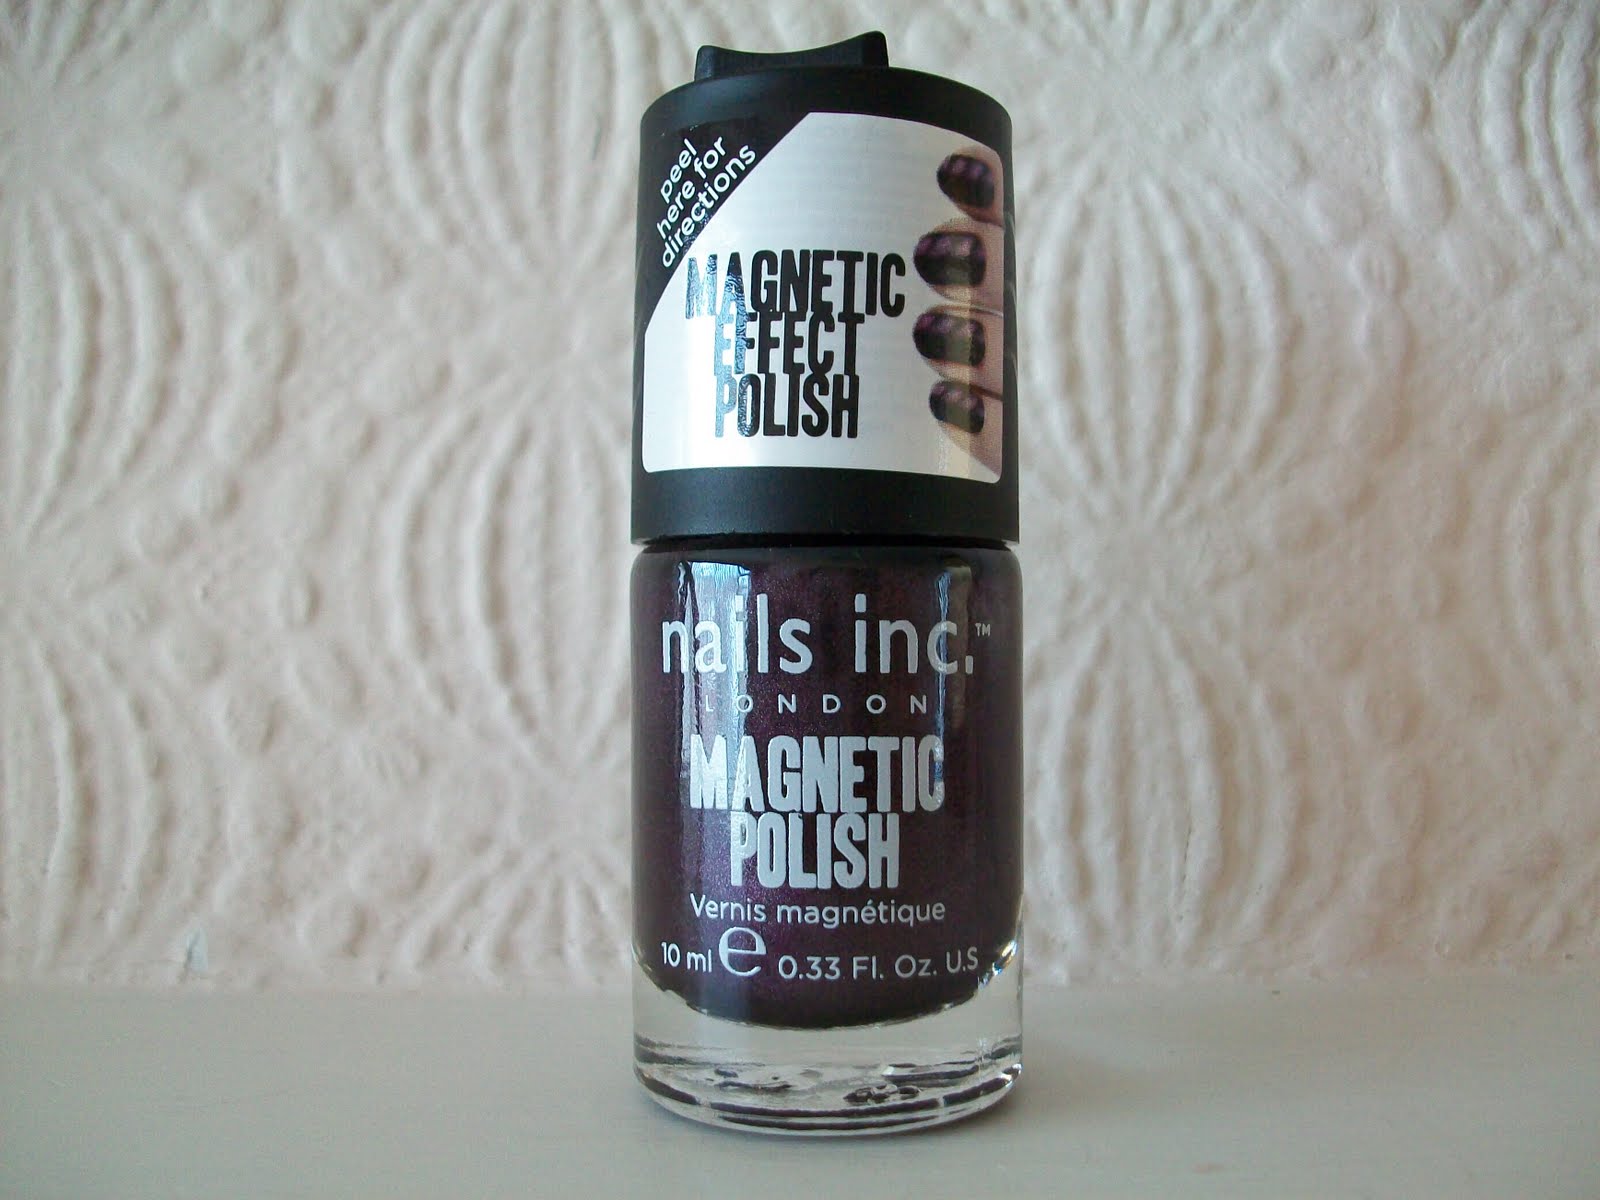 peel
here for
directions
MAGNETIC
EFFECT
POLISH
nails inc.™
LONDON
MAGNETIC
POLISH
Vernis magnétique
10 ml e 0.33 Fl. Oz. U.S